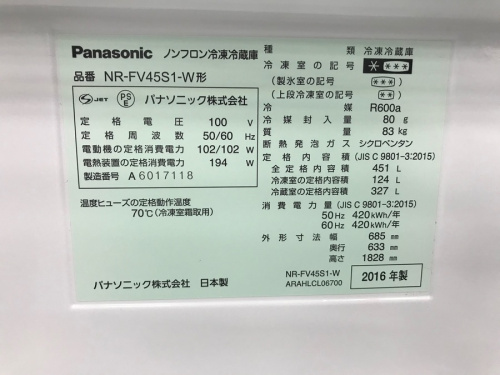 Panasonic ノンフロン冷凍冷蔵庫
品番 NR-FV45S1-W形
S JET PS E パナソニック株式会社
定格電圧 100 V
定格周波数 50/60 Hz
電動機の定格消費電力 102/102 W
電熱装置の定格消費電力 194 W
製造番号 A 6017118
温度ヒューズの定格動作温度
70℃(冷凍室霜取用)
パナソニック株式会社 日本製
種類 冷凍冷蔵庫
冷凍室の記号 * ***
(製氷室の記号) ***
(上段冷凍室の記号) ***
冷媒 R600a
冷媒封入量 80 g
質量 83 kg
断熱発泡ガス シクロペンタン
定格内容積 (JIS C 9801-3:2015)
全定格内容積 451 L
冷凍室の定格内容積 124 L
冷蔵室の定格内容積 327 L
消費電力量 (JIS C 9801-3:2015)
50 Hz 420 kWh/年
60 Hz 420 kWh/年
外形寸法 幅 685 mm
奥行 633 mm
高さ 1828 mm
NR-FV45S1-W
ARAHLCL06700
2016 年製